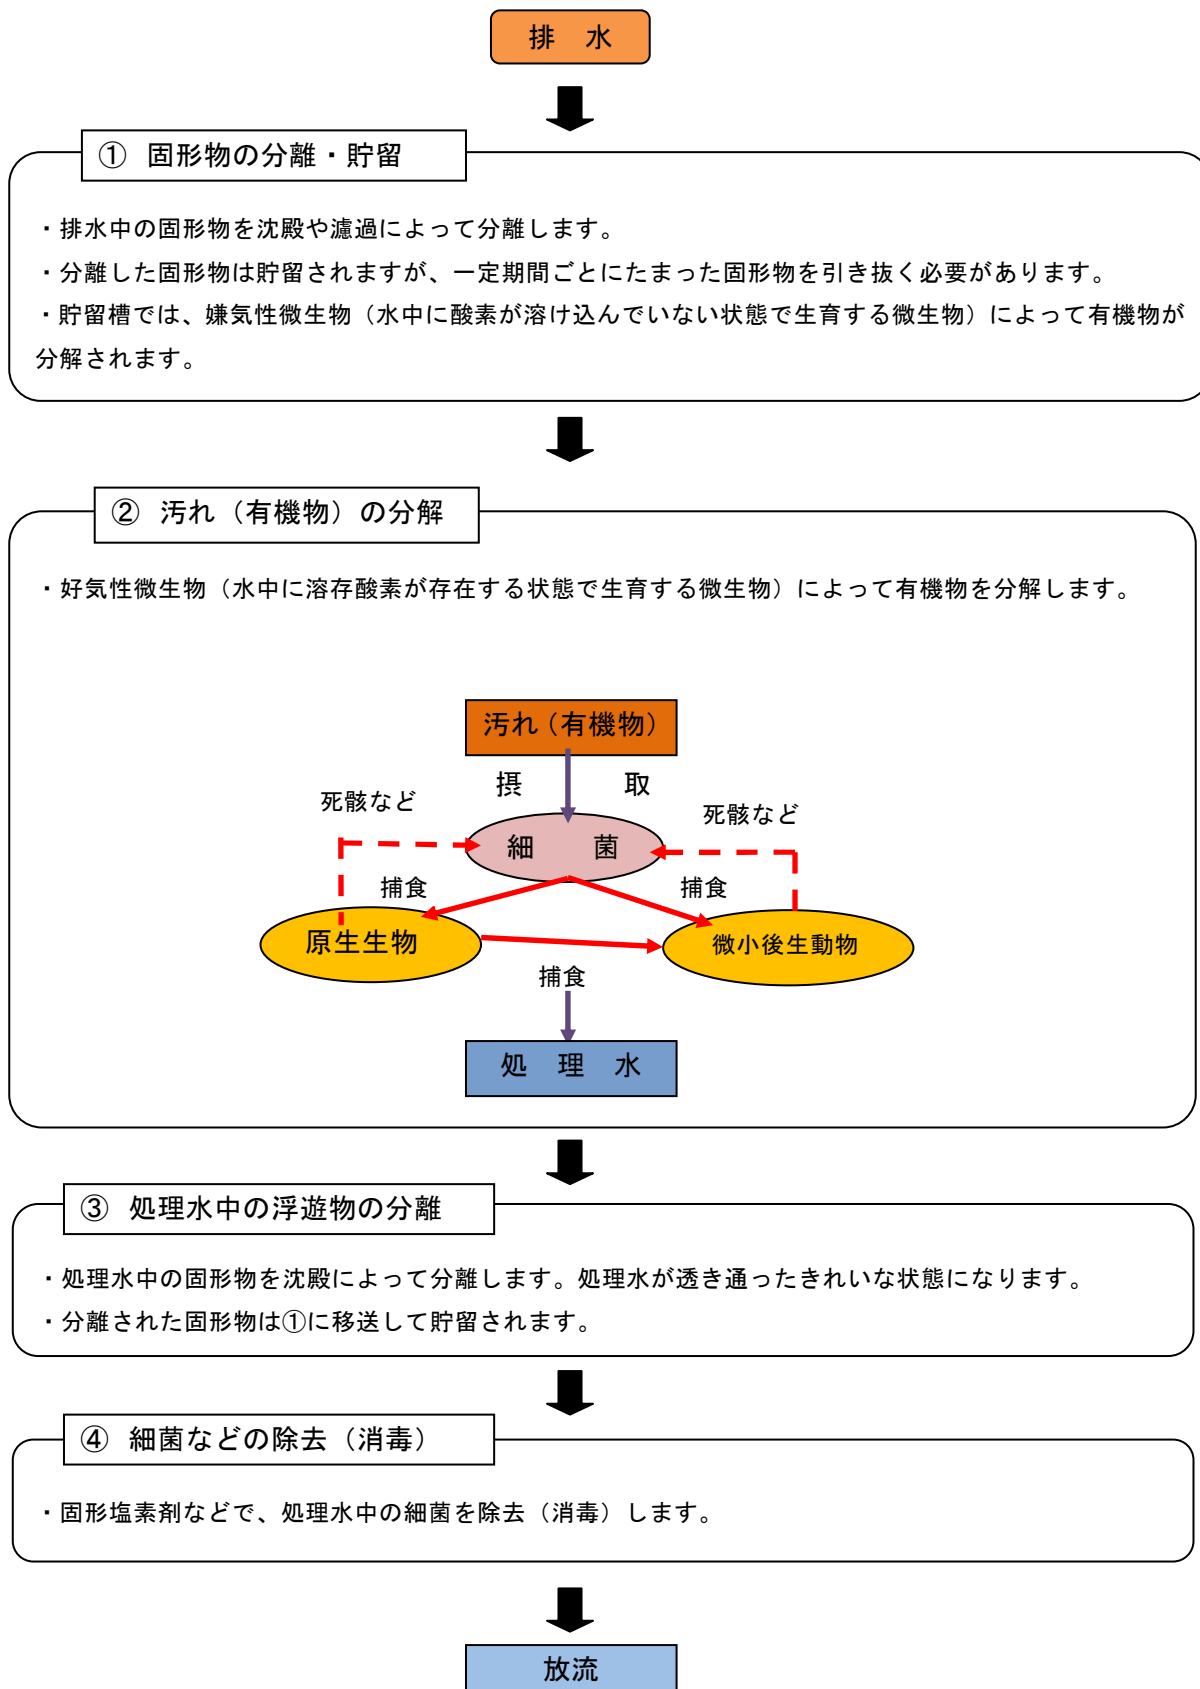 排　水
① 固形物の分離・貯留
・排水中の固形物を沈殿や濾過によって分離します。
・分離した固形物は貯留されますが、一定期間ごとにたまった固形物を引き抜く必要があります。
・貯留槽では、嫌気性微生物（水中に酸素が溶け込んでいない状態で生育する微生物）によって有機物が
分解されます。
② 汚れ（有機物）の分解
・好気性微生物（水中に溶存酸素が存在する状態で生育する微生物）によって有機物を分解します。
汚れ（有機物）
摂　取
死骸など
死骸など
細　菌
捕食
捕食
原生生物
微小後生動物
捕食
処　理　水
③ 処理水中の浮遊物の分離
・処理水中の固形物を沈殿によって分離します。処理水が透き通ったきれいな状態になります。
・分離された固形物は①に移送して貯留されます。
④ 細菌などの除去（消毒）
・固形塩素剤などで、処理水中の細菌を除去（消毒）します。
放流